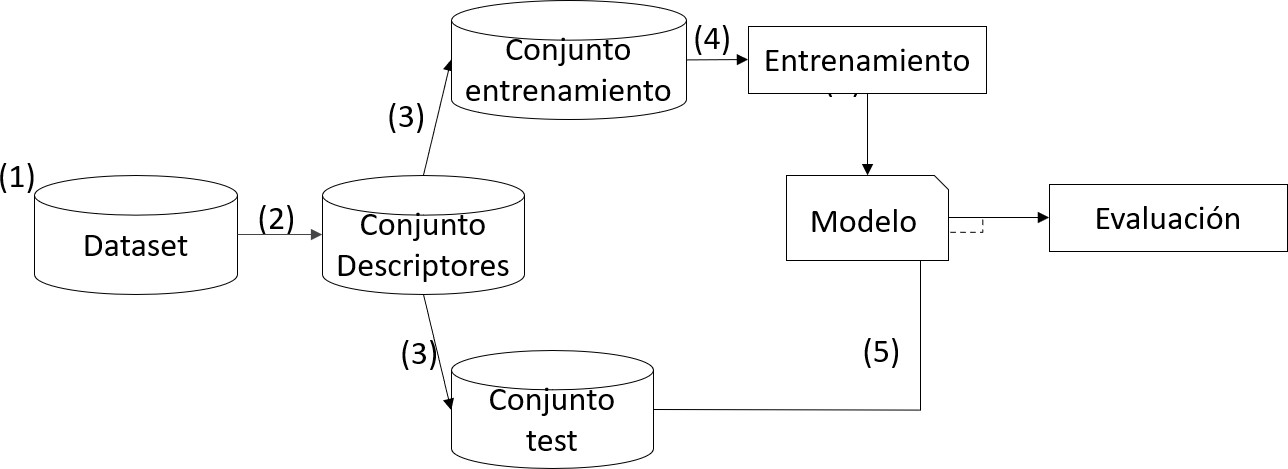 Conjunto
entrenamiento
(4)
Entrenamiento
(3)
(1)
Dataset
(2)
Conjunto
Descriptores
Modelo
Evaluación
(3)
(5)
Conjunto
test